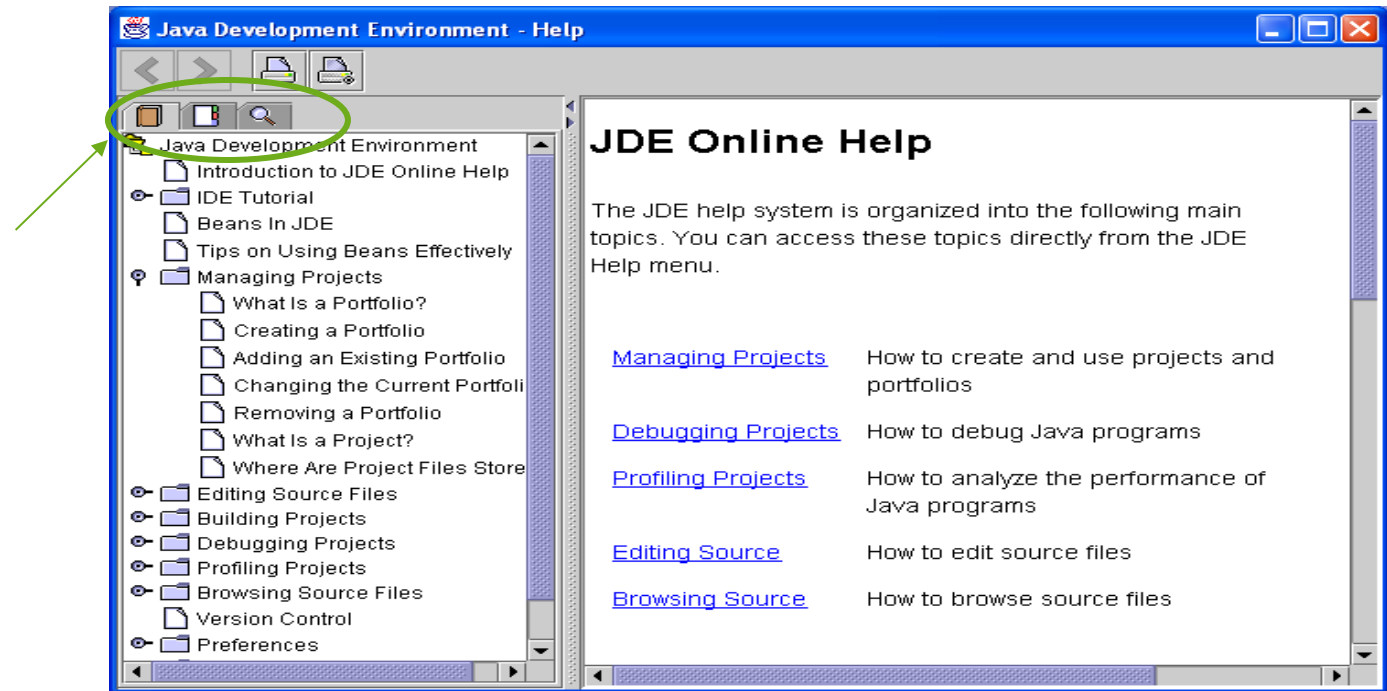 Java Development Environment - Help
Java Development Environment
Introduction to JDE Online Help
IDE Tutorial
Beans In JDE
Tips on Using Beans Effectively
Managing Projects
What Is a Portfolio?
Creating a Portfolio
Adding an Existing Portfolio
Changing the Current Portfoli
Removing a Portfolio
What Is a Project?
Where Are Project Files Store
Editing Source Files
Building Projects
Debugging Projects
Profiling Projects
Browsing Source Files
Version Control
Preferences
JDE Online Help
The JDE help system is organized into the following main
topics. You can access these topics directly from the JDE
Help menu.
Managing Projects How to create and use projects and
portfolios
Debugging Projects How to debug Java programs
Profiling Projects How to analyze the performance of
Java programs
Editing Source How to edit source files
Browsing Source How to browse source files